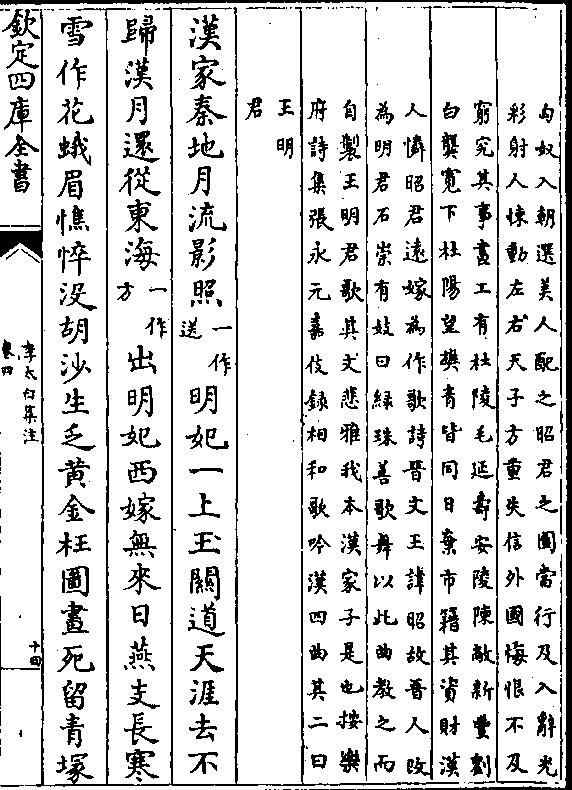 匈奴入朝選美人配之昭君之圖當行及入辭光
彩射人悚動左右天子方重失信外國悔恨不及
窮究其事畫工有杜陵毛延壽安陵陳敞新豐劉
白龔寬下杜陽望樊青皆同日棄市籍其資財漢
人憐昭君遠嫁為作歌詩晉文王諱昭故晉人改
為明君石崇有妓曰綠珠善歌舞以此曲教之而
自製王明君歌其文悲雅我本漢家子是也按樂
府詩集張永元嘉伎録相和歌吟漢四曲其二曰
王明
君
漢家秦地月流影照一作送明妃一上玉關道天涯去不
歸漢月還從東海一作方出明妃西嫁無來日燕支長寒
雪作花蛾眉憔悴没胡沙生乏黄金枉圖畫死留青塚
欽定四庫全書
李太白集注
卷四
十四